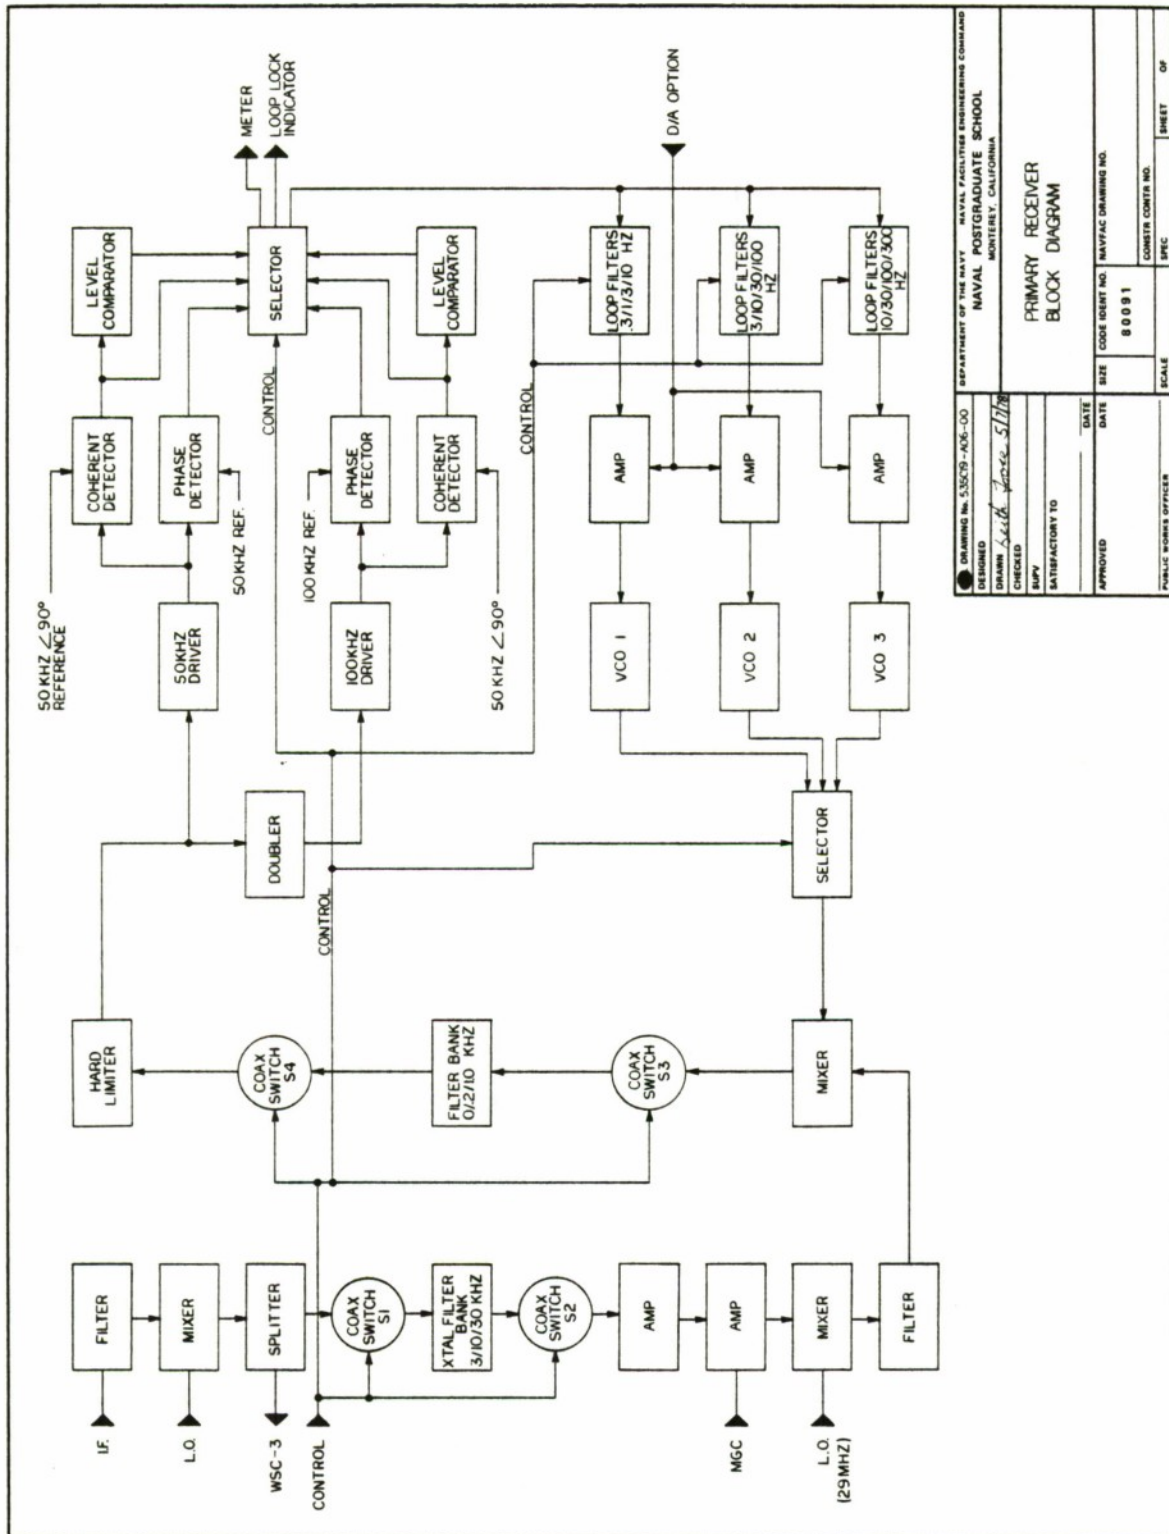 I.F.
FILTER
L.O.
MIXER
WSC-3
SPLITTER
CONTROL
COAX
SWITCH
S1
XTAL FILTER
BANK
3/10/30 KHZ
COAX
SWITCH
S2
AMP
MGC
AMP
L.O.
(29MHZ)
MIXER
FILTER
HARD
LIMITER
COAX
SWITCH
S4
FILTER BANK
COAX
SWITCH
S3
MIXER
CONTROL
DOUBLER
SELECTOR
50 KHZ ∠90°
REFERENCE
50KHZ
DRIVER
50KHZ REF.
100 KHZ REF.
100KHZ
DRIVER
50 KHZ ∠90°
VCO 1
VCO 2
VCO 3
COHERENT
DETECTOR
PHASE
DETECTOR
CONTROL
PHASE
DETECTOR
COHERENT
DETECTOR
CONTROL
AMP
AMP
AMP
LEVEL
COMPARATOR
SELECTOR
LEVEL
COMPARATOR
LOOP FILTERS
.3/1/3/10 HZ
LOOP FILTERS
3/10/30/100
HZ
LOOP FILTERS
10/30/100/300
HZ
METER
LOOP LOCK
INDICATOR
D/A OPTION
DRAWING No. 53SC19-A06-00
DESIGNED
DRAWN Keith 5/7/78
CHECKED
SUPV
SATISFACTORY TO
DATE
APPROVED DATE
PUBLIC WORKS OFFICER
DEPARTMENT OF THE NAVY NAVAL FACILITIES ENGINEERING COMMAND
NAVAL POSTGRADUATE SCHOOL
MONTEREY, CALIFORNIA
PRIMARY RECEIVER
BLOCK DIAGRAM
SIZE CODE IDENT NO. NAVFAC DRAWING NO.
80091
CONSTR CONTR NO.
SCALE SPEC SHEET OF